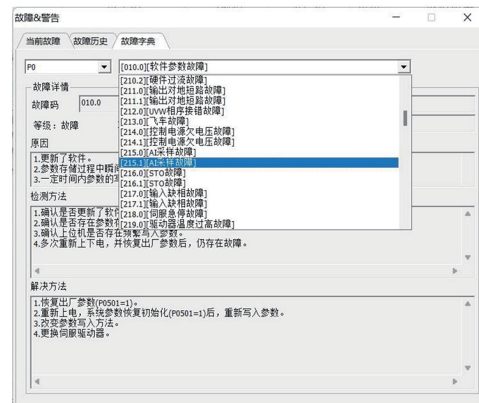 故障&警告
当前故障 故障历史 故障字典
P0 [010.0][软件参数故障]
[210.2][硬件过流故障]
[211.0][输出对地短路故障]
[211.1][输出对地短路故障]
[212.0][UVW相序接错故障]
[213.0][飞车故障]
[214.0][控制电源欠电压故障]
[214.1][控制电源欠电压故障]
[215.0][AI采样故障]
[215.1][AI采样故障]
[216.0][STO故障]
[216.1][STO故障]
[217.0][输入缺相故障]
[217.1][输入缺相故障]
[218.0][伺服急停故障]
[219.0][驱动器温度过高故障]
故障详情
故障码 010.0
等级：故障
原因
1.更新了软件。
2.参数存储过程中瞬间
3.一定时间内参数的写
检测方法
1.确认是否更新了软件
2.确认是否存在参数存
3.确认上位机是否存在频繁写入参数。
4.多次重新上下电，并恢复出厂参数后，仍存在故障。
解决方法
1.恢复出厂参数(P0501=1)。
2.重新上电，系统参数恢复初始化(P0501=1)后，重新写入参数。
3.改变参数写入方法。
4.更换伺服驱动器。